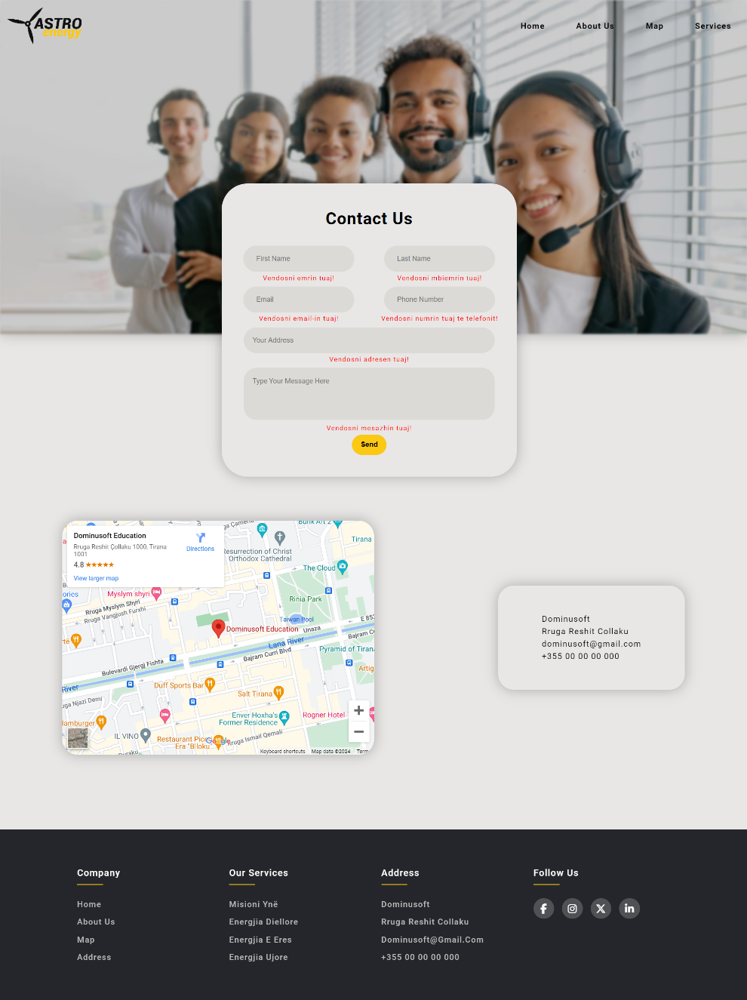 ASTRO
energy
Home
About Us
Map
Services
Contact Us
First Name
Last Name
Vendosni emrin tuaj!
Vendosni mbiemrin tuaj!
Email
Phone Number
Vendosni email-in tuaj!
Vendosni numrin tuaj te telefonit!
Your Address
Vendosni adresen tuaj!
Type Your Message Here
Vendosni mesazhin tuaj!
Send
Dominusoft Education
Rruga Reshit Çollaku 1000, Tirana
1001
4.8
View larger map
Directions
Rruga Çamëria
Bunk'Art 2
Tirana
Resurrection of Christ
Orthodox Cathedral
The Cloud
Myslym shyri
Rinia Park
ories
Rruga Myslym Shyri
Rruga Vangjush Furxhi
Taiwan Pool
Dominusoft Education
Unaza
E 852
Bajram C
Lana River
Bajram Curri Blvd
Pyramid of Tiran
Bulevardi Gjergj Fishta
Artig
River
Duff Sports Bar
Salt Tirana
uga Njazi Demi
Enver Hoxha's
Former Residence
Rogner Hotel
Hamburger
IL VINO
Restaurant Pic
Era "Blloku"
Google
Rruga Ismail Qemali
Keyboard shortcuts
Map data ©2024
Term
Dominusoft
Rruga Reshit Collaku
dominusoft@gmail.com
+355 00 00 00 000
Company
Home
About Us
Map
Address
Our Services
Misioni Ynë
Energjia Diellore
Energjia E Eres
Energjia Ujore
Address
Dominusoft
Rruga Reshit Collaku
Dominusoft@Gmail.Com
+355 00 00 00 000
Follow Us